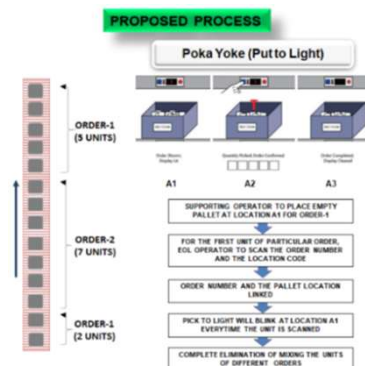 PROPOSED PROCESS
Poka Yoke (Put to Light)
ORDER-1
(5 UNITS)
ORDER-2
(7 UNITS)
ORDER-1
(2 UNITS)
A1
A2
A3
SUPPORTING OPERATOR TO PLACE EMPTY
PALLET AT LOCATION A1 FOR ORDER-1
FOR THE FIRST UNIT OF PARTICULAR ORDER,
EOL OPERATOR TO SCAN THE ORDER NUMBER
AND THE LOCATION CODE
ORDER NUMBER AND THE PALLET LOCATION
LINKED
PICK TO LIGHT WILL BLINK AT LOCATION A1
EVERYTIME THE UNIT IS SCANNED
COMPLETE ELIMINATION OF MIXING THE UNITS
OF DIFFERENT ORDERS